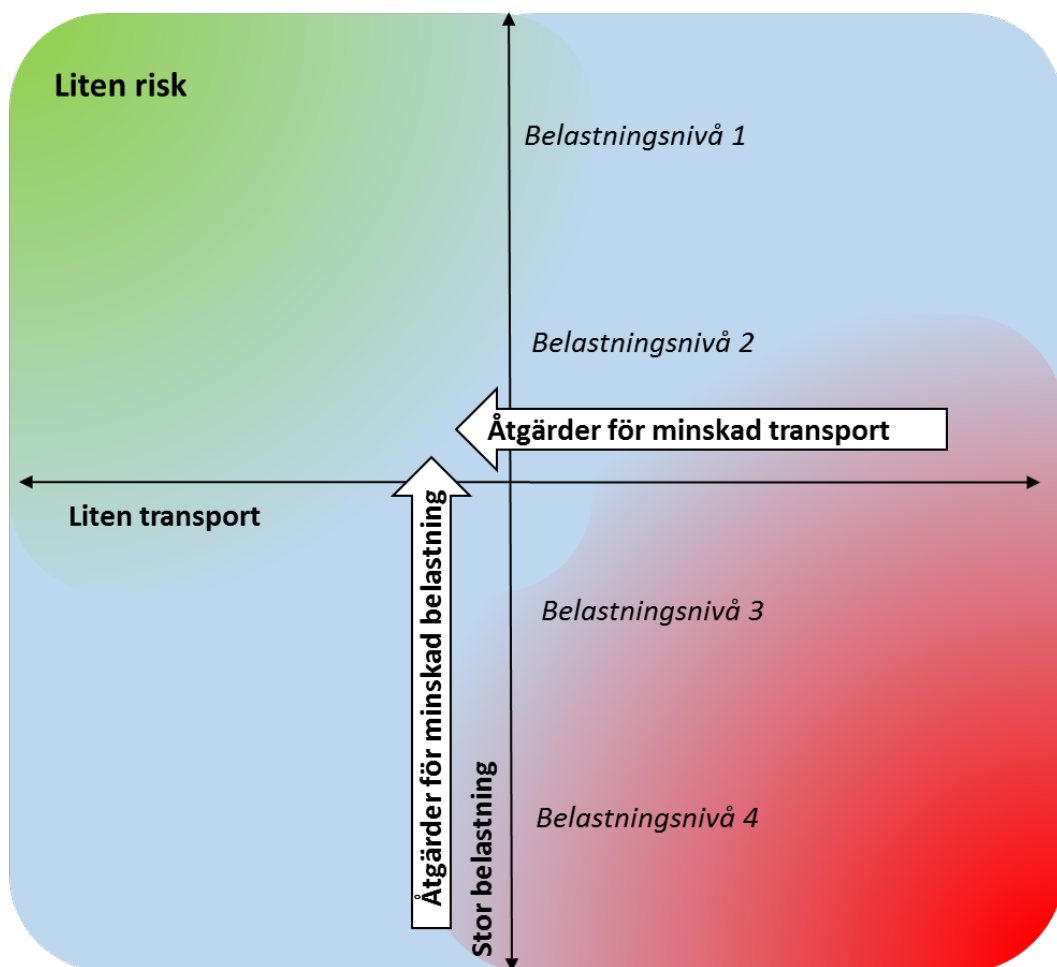 Liten risk
Belastningsnivå 1
Belastningsnivå 2
Åtgärder för minskad transport
Liten transport
Åtgärder för minskad belastning
Belastningsnivå 3
Stor belastning
Belastningsnivå 4